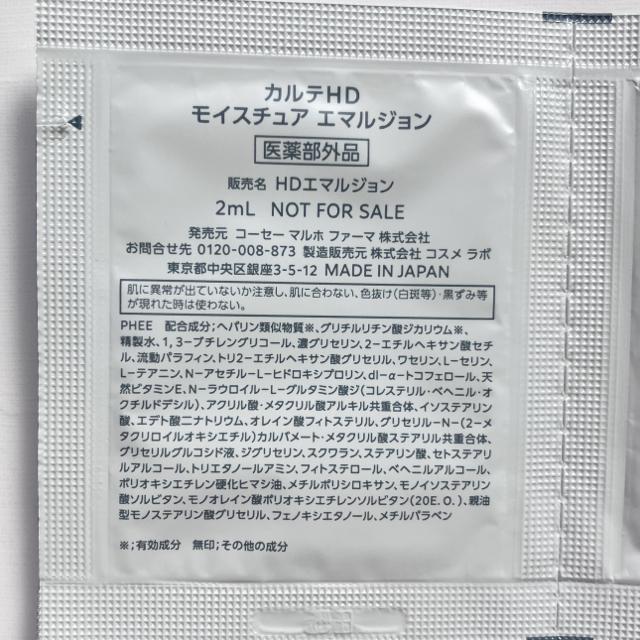 カルテHD
モイスチュア エマルジョン
医薬部外品
販売名 HDエマルジョン
2mL NOT FOR SALE
発売元 コーセー マルホ ファーマ 株式会社
お問合せ先 0120-008-873 製造販売元 株式会社 コスメ ラボ
東京都中央区銀座3-5-12 MADE IN JAPAN
肌に異常が出ていないか注意し、肌に合わない、色抜け(白斑等)・黒ずみ等
が現れた時は使わない。
PHEE 配合成分;ヘパリン類似物質※、グリチルリチン酸ジカリウム※、
精製水、1,3-ブチレングリコール、濃グリセリン、2-エチルヘキサン酸セチ
ル、流動パラフィン、トリ2-エチルヘキサン酸グリセリル、ワセリン、L-セリン、
L-テアニン、N-アセチル-L-ヒドロキシプロリン、dl-α-トコフェロール、天
然ビタミンE、N-ラウロイル-L-グルタミン酸ジ(コレステリル・ベヘニル・オ
クチルドデシル)、アクリル酸・メタクリル酸アルキル共重合体、イソステアリン
酸、エデト酸二ナトリウム、オレイン酸フィトステリル、グリセリル-N-(2-メ
タクリロイルオキシエチル)カルバメート・メタクリル酸ステアリル共重合体、
グリセリルグルコシド液、ジグリセリン、スクワラン、ステアリン酸、セトステアリ
ルアルコール、トリエタノールアミン、フィトステロール、ベヘニルアルコール、
ポリオキシエチレン硬化ヒマシ油、メチルポリシロキサン、モノイソステアリン
酸ソルビタン、モノオレイン酸ポリオキシエチレンソルビタン(20E.O.)、親油
型モノステアリン酸グリセリル、フェノキシエタノール、メチルパラベン
※;有効成分 無印;その他の成分